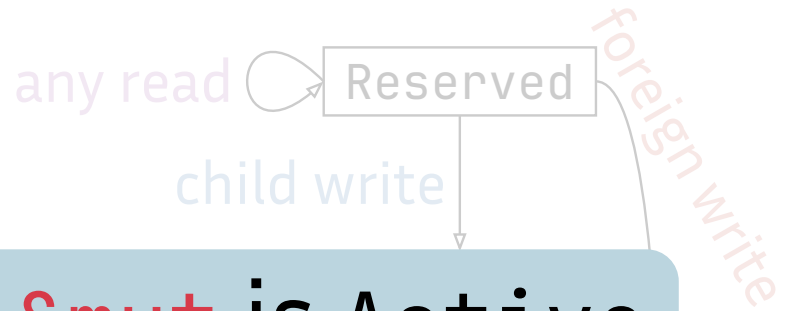 any read
Reserved
foreign write
child write
&mut is Active